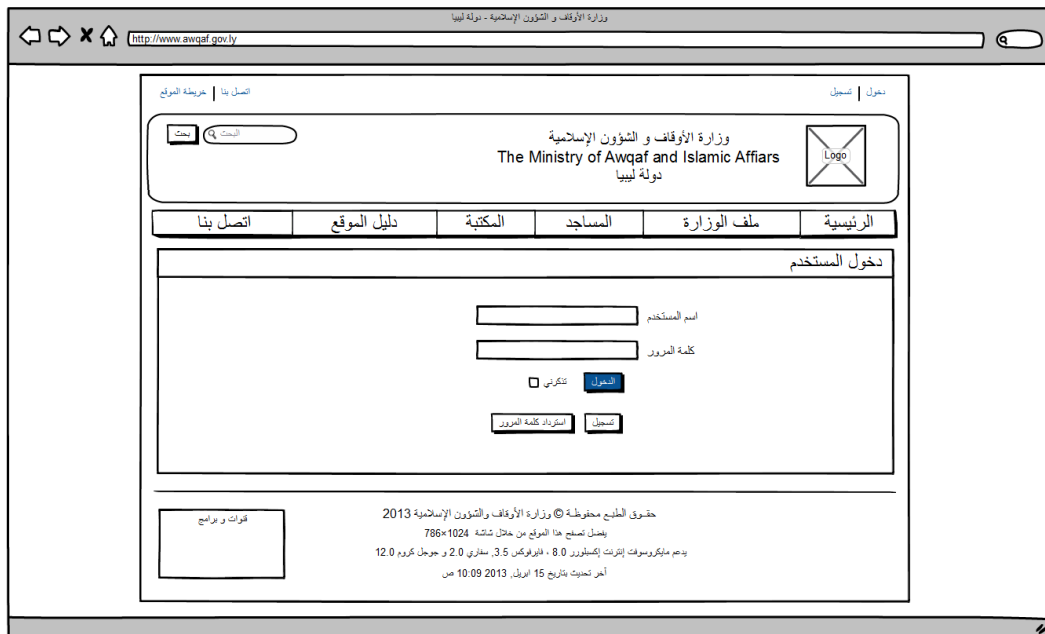 وزارة الأوقاف و الشؤون الإسلامية - دولة ليبيا
http://www.awqaf.gov.ly
دخول | تسجيل
اتصل بنا | خريطة الموقع
وزارة الأوقاف و الشؤون الإسلامية
The Ministry of Awqaf and Islamic Affiars
دولة ليبيا
Logo
البحث
بحث
الرئيسية
ملف الوزارة
المساجد
المكتبة
دليل الموقع
اتصل بنا
دخول المستخدم
اسم المستخدم
كلمة المرور
الدخول
تذكرني
تسجيل
استرداد كلمة المرور
حقـوق الطبـع محفوظـة © وزارة الأوقاف والشؤون الإسلامية 2013
يفضل تصفح هذا الموقع من خلال شاشة 1024×786
يدعم مايكروسوفت إنترنت إكسبلورر 8.0 ، فايرفوكس 3.5, سفاري 2.0 و جوجل كروم 12.0
أخر تحديث بتاريخ 15 ابريل, 2013 10:09 ص
قنوات و برامج